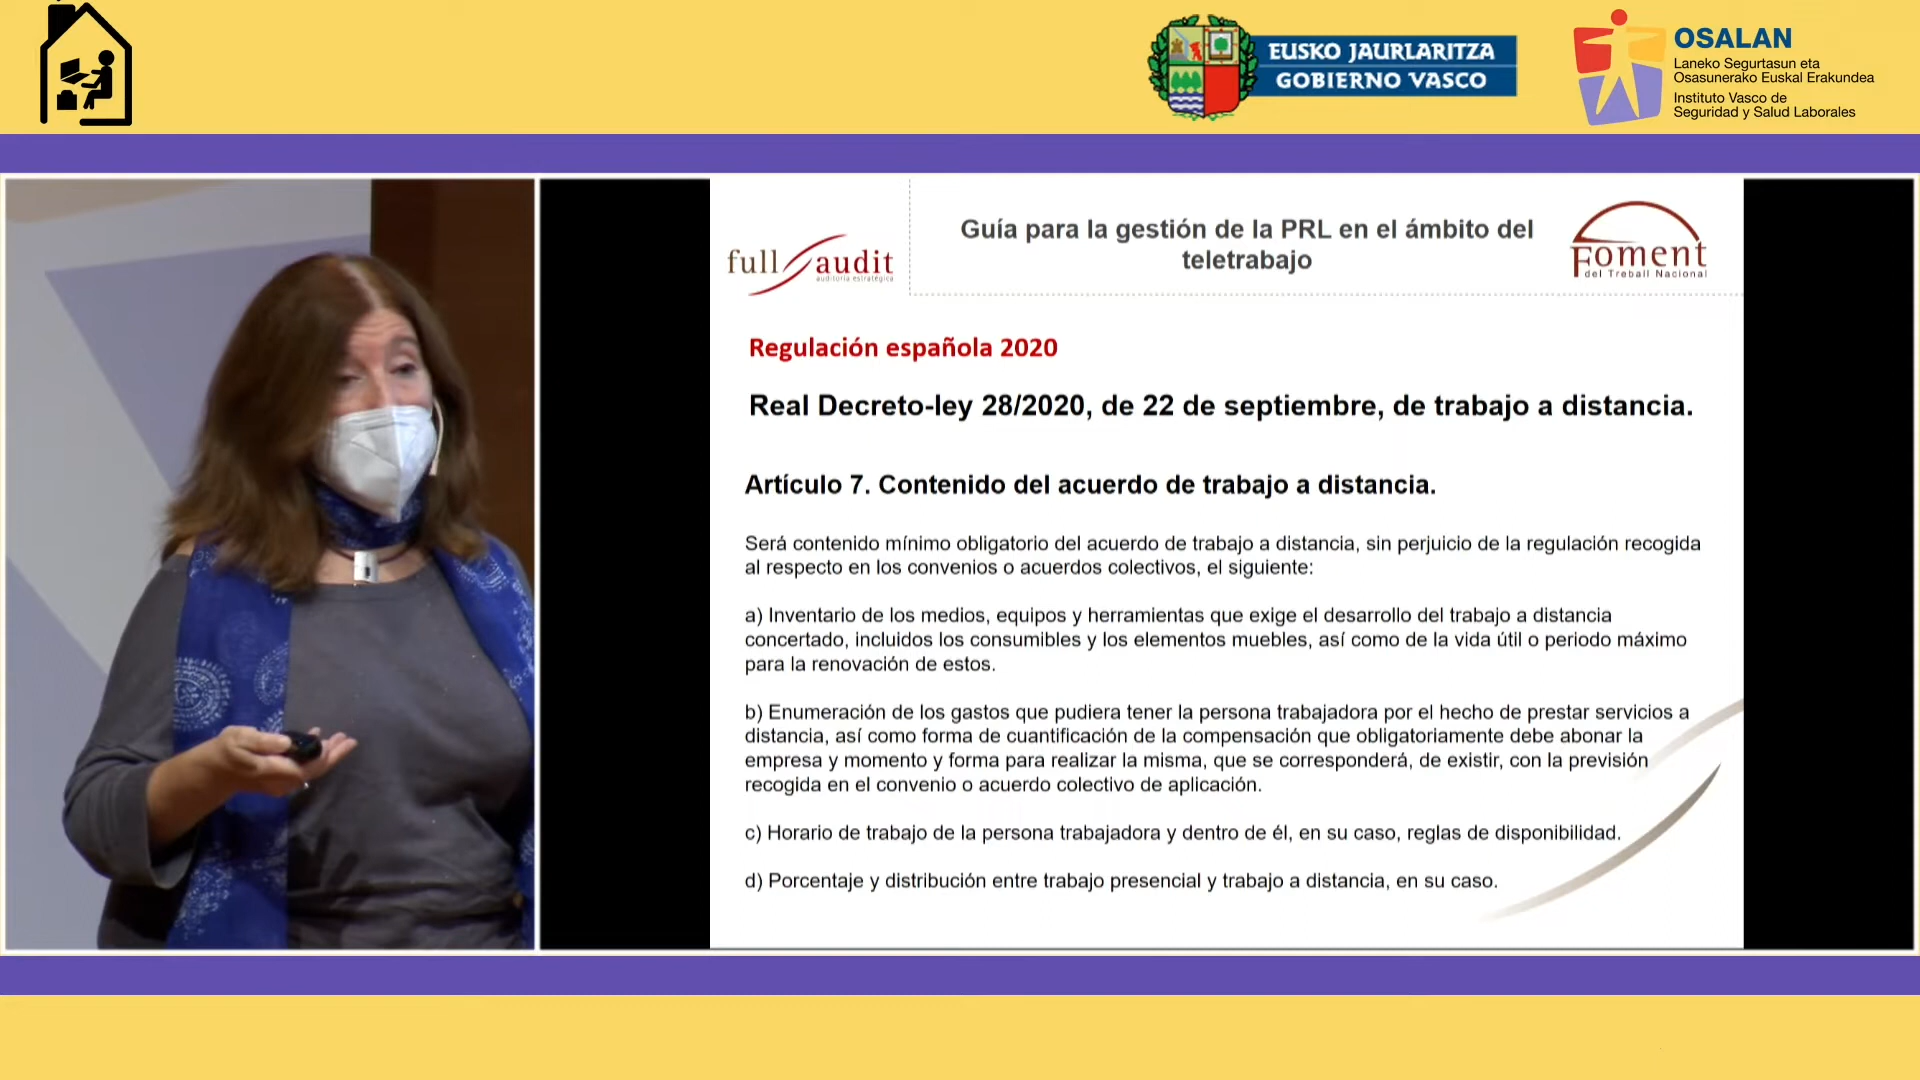 EUSKO JAURLARITZA
GOBIERNO VASCO
OSALAN
Laneko Segurtasun eta
Osasunerako Euskal Erakundea
Instituto Vasco de
Seguridad y Salud Laborales
full audit
auditoria estratégica
Guía para la gestión de la PRL en el ámbito del
teletrabajo
Foment
del Treball Nacional
Regulación española 2020
Real Decreto-ley 28/2020, de 22 de septiembre, de trabajo a distancia.
Artículo 7. Contenido del acuerdo de trabajo a distancia.
Será contenido mínimo obligatorio del acuerdo de trabajo a distancia, sin perjuicio de la regulación recogida
al respecto en los convenios o acuerdos colectivos, el siguiente:
a) Inventario de los medios, equipos y herramientas que exige el desarrollo del trabajo a distancia
concertado, incluidos los consumibles y los elementos muebles, así como de la vida útil o periodo máximo
para la renovación de estos.
b) Enumeración de los gastos que pudiera tener la persona trabajadora por el hecho de prestar servicios a
distancia, así como forma de cuantificación de la compensación que obligatoriamente debe abonar la
empresa y momento y forma para realizar la misma, que se corresponderá, de existir, con la previsión
recogida en el convenio o acuerdo colectivo de aplicación.
c) Horario de trabajo de la persona trabajadora y dentro de él, en su caso, reglas de disponibilidad.
d) Porcentaje y distribución entre trabajo presencial y trabajo a distancia, en su caso.